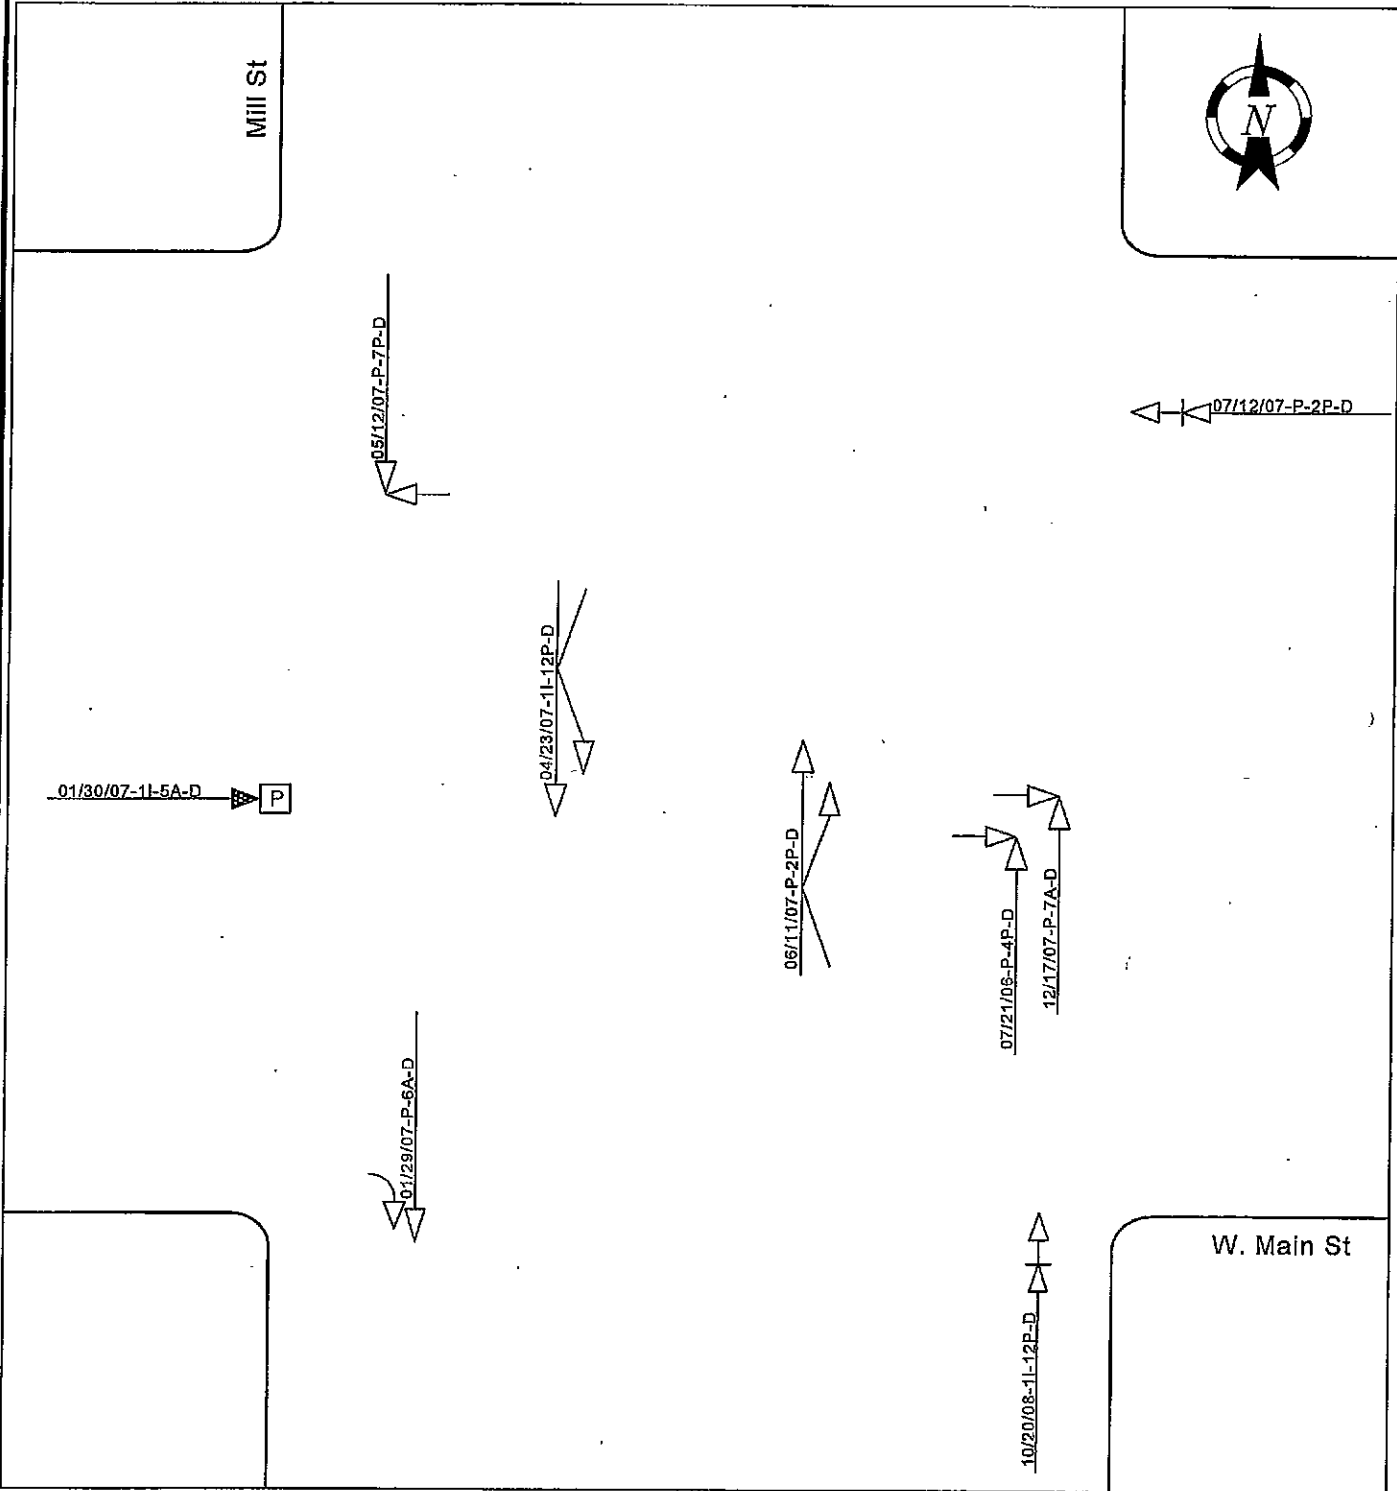 Mill St
N
05/12/07-P-7P-D
07/12/07-P-2P-D
04/23/07-1I-12P-D
01/30/07-1I-5A-D
P
06/11/07-P-2P-D
07/21/06-P-4P-D
12/17/07-P-7A-D
01/29/07-P-6A-D
W. Main St
10/20/08-1I-12P-D